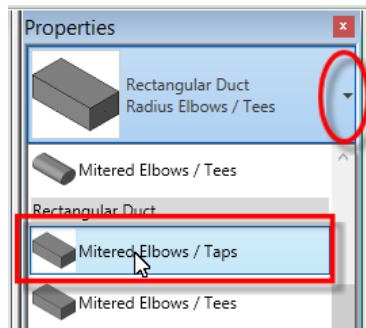 Properties
x
Rectangular Duct
Radius Elbows / Tees
Mitered Elbows / Tees
Rectangular Duct
Mitered Elbows / Taps
Mitered Elbows / Tees